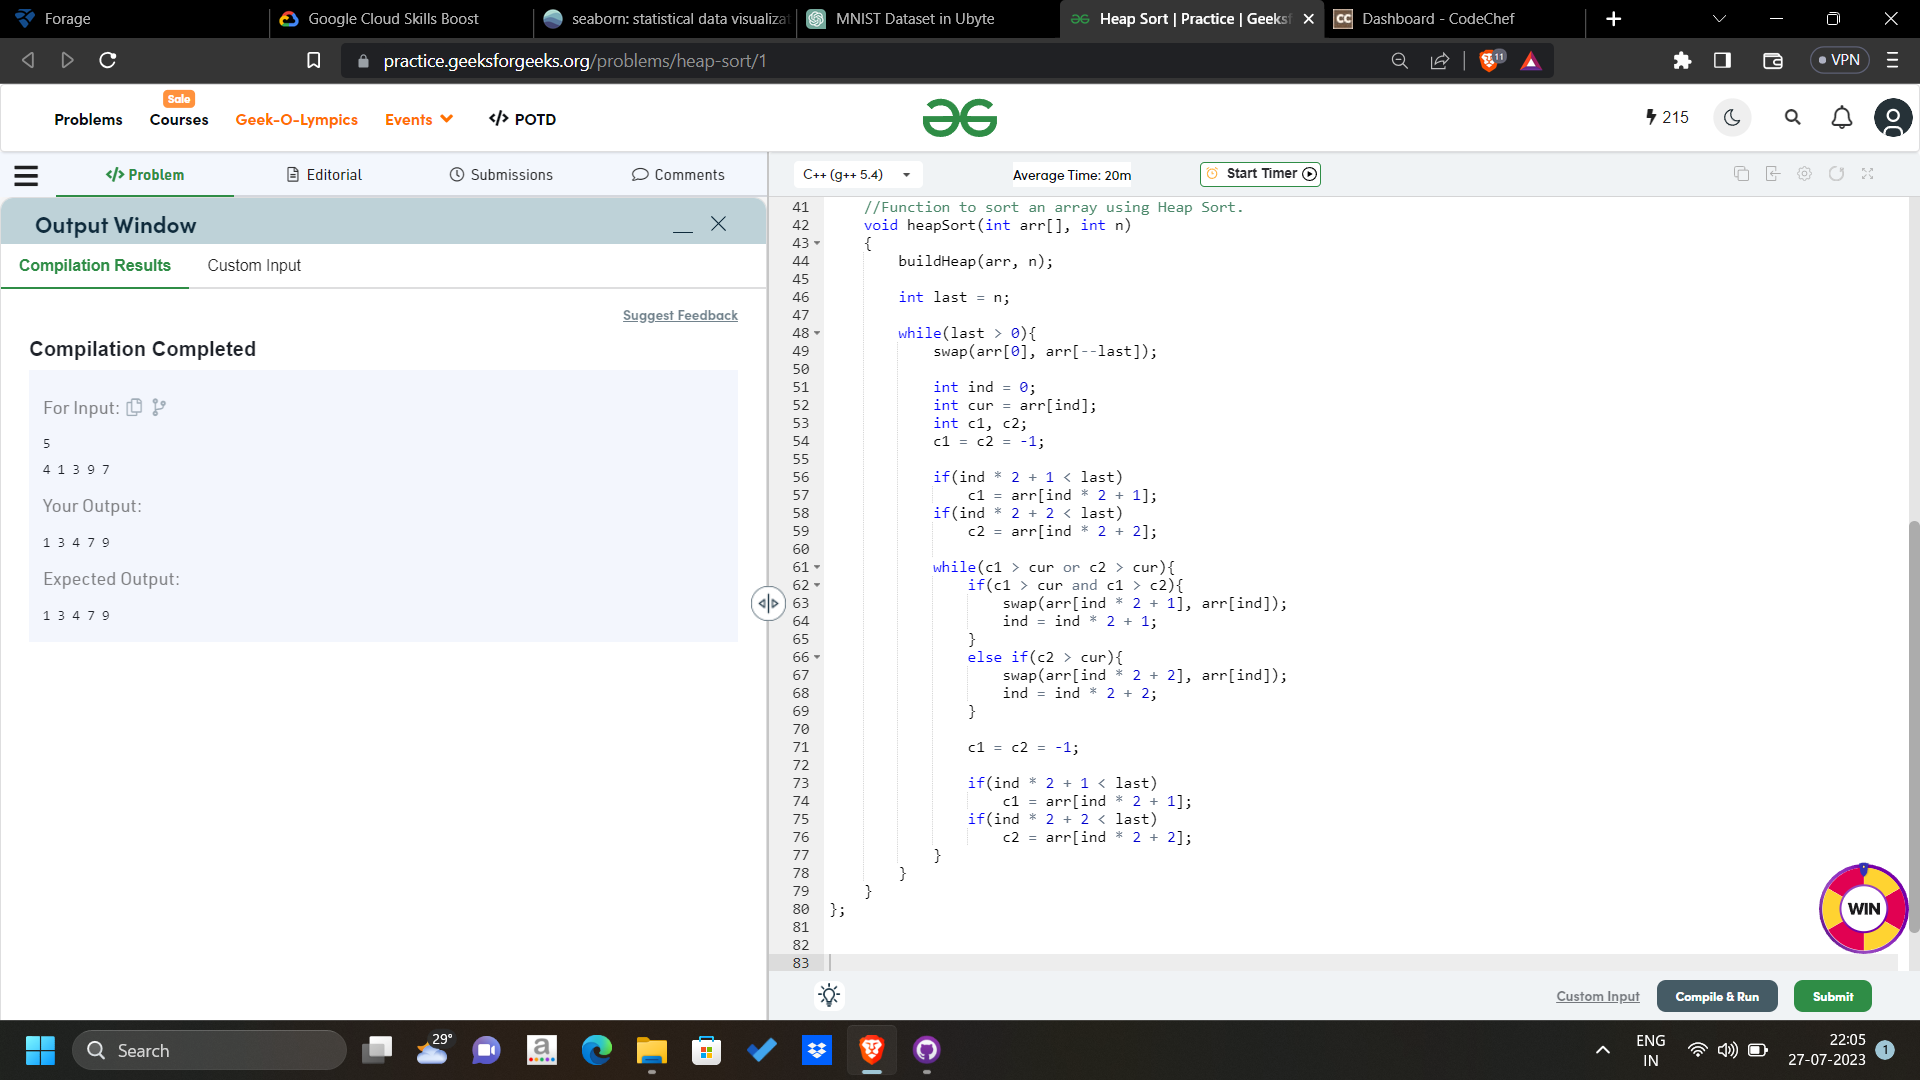 Forage
Google Cloud Skills Boost
seaborn: statistical data visualizat
MNIST Dataset in Ubyte
Heap Sort | Practice | Geeksf
CC
Dashboard - CodeChef
practice.geeksforgeeks.org/problems/heap-sort/1
11
VPN
Sale
Problems
Courses
Geek-O-Lympics
Events
</> POTD
215
</> Problem
Editorial
Submissions
Comments
C++ (g++ 5.4)
Average Time: 20m
Start Timer
Output Window
Compilation Results
Custom Input
Suggest Feedback
Compilation Completed
For Input:
5
4 1 3 9 7
Your Output:
1 3 4 7 9
Expected Output:
1 3 4 7 9
41 //Function to sort an array using Heap Sort.
42 void heapSort(int arr[], int n)
43 {
44 buildHeap(arr, n);
45
46 int last = n;
47
48 while(last > 0){
49 swap(arr[0], arr[--last]);
50
51 int ind = 0;
52 int cur = arr[ind];
53 int c1, c2;
54 c1 = c2 = -1;
55
56 if(ind * 2 + 1 < last)
57 c1 = arr[ind * 2 + 1];
58 if(ind * 2 + 2 < last)
59 c2 = arr[ind * 2 + 2];
60
61 while(c1 > cur or c2 > cur){
62 if(c1 > cur and c1 > c2){
63 swap(arr[ind * 2 + 1], arr[ind]);
64 ind = ind * 2 + 1;
65 }
66 else if(c2 > cur){
67 swap(arr[ind * 2 + 2], arr[ind]);
68 ind = ind * 2 + 2;
69 }
70
71 c1 = c2 = -1;
72
73 if(ind * 2 + 1 < last)
74 c1 = arr[ind * 2 + 1];
75 if(ind * 2 + 2 < last)
76 c2 = arr[ind * 2 + 2];
77 }
78 }
79 }
80 };
81
82
83
WIN
Custom Input
Compile & Run
Submit
Search
29°
a
ENG
IN
22:05
27-07-2023
1